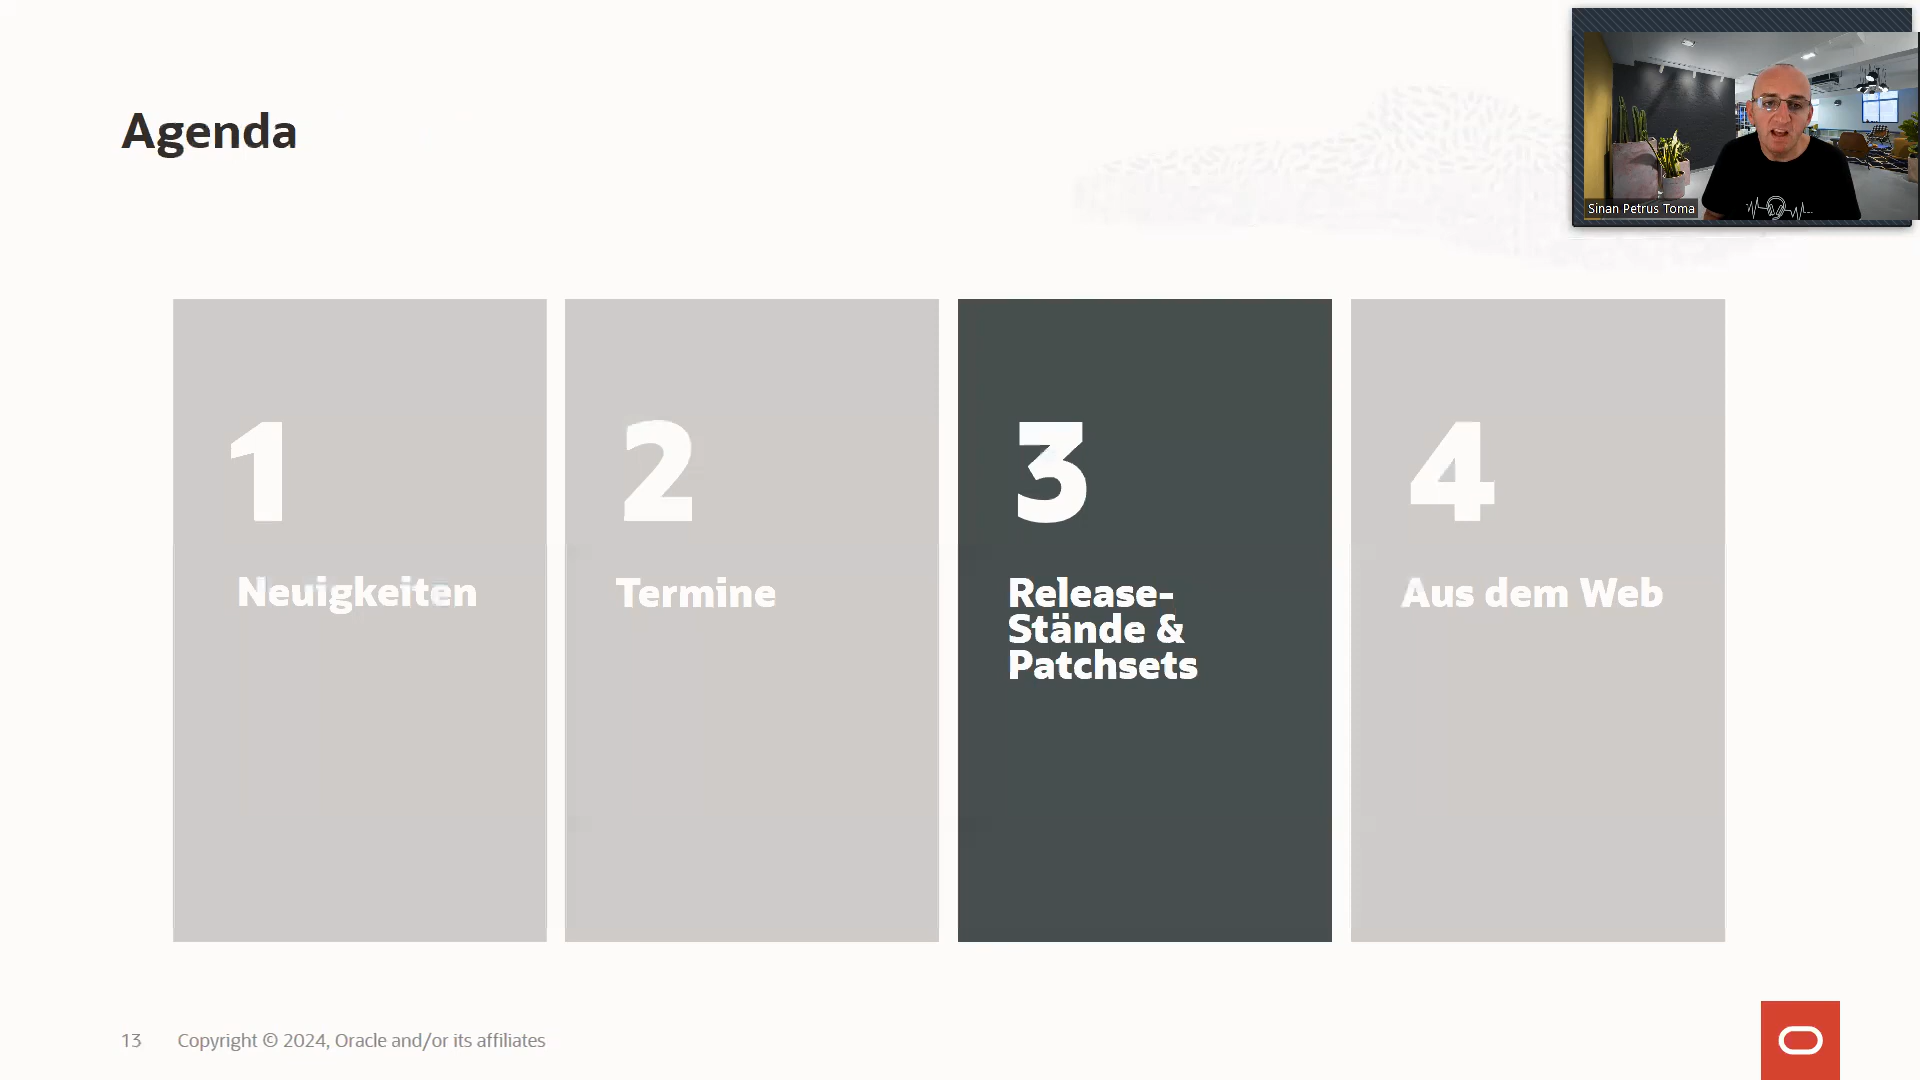 Agenda
Sinan Petrus Toma
1
Neuigkeiten
2
Termine
3
Release-
Stände &
Patchsets
4
Aus dem Web
13
Copyright © 2024, Oracle and/or its affiliates